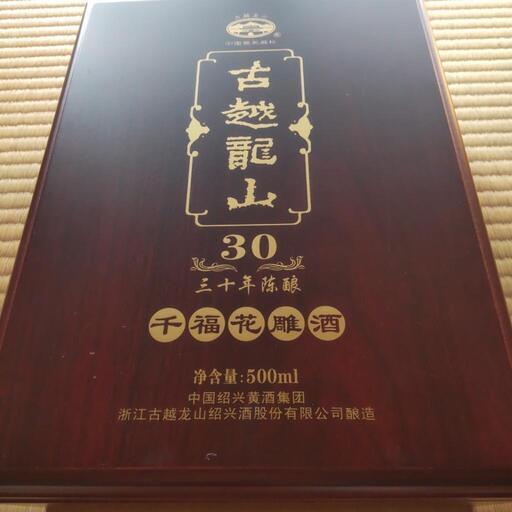 古越龍山
30
三十年陈酿
千福花雕酒
净含量:500ml
中国绍兴黄酒集团
浙江古越龙山绍兴酒股份有限公司酿造